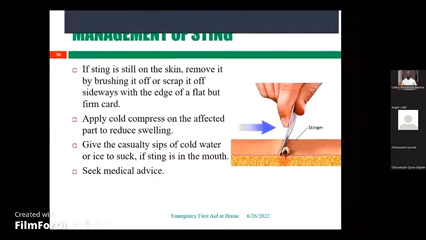 MANAGEMENT OF STING
If sting is still on the skin, remove it
by brushing it off or scrap it off
sideways with the edge of a flat but
firm card.
Apply cold compress on the affected
part to reduce swelling.
Give the casualty sips of cold water
or ice to suck, if sting is in the mouth.
Seek medical advice.
Stinger
Emergency First Aid at Home 6/26/2022
Created with
FilmForth